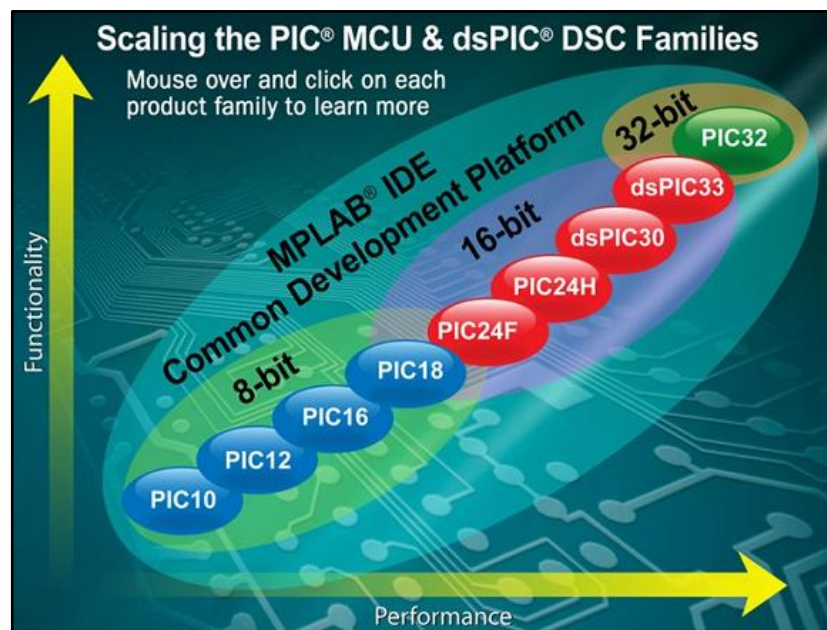 Scaling the PIC® MCU & dsPIC® DSC Families
Mouse over and click on each
product family to learn more
Functionality
MPLAB® IDE
Common Development Platform
32-bit
PIC32
dsPIC33
16-bit
dsPIC30
PIC24H
PIC24F
8-bit
PIC18
PIC16
PIC12
PIC10
Performance